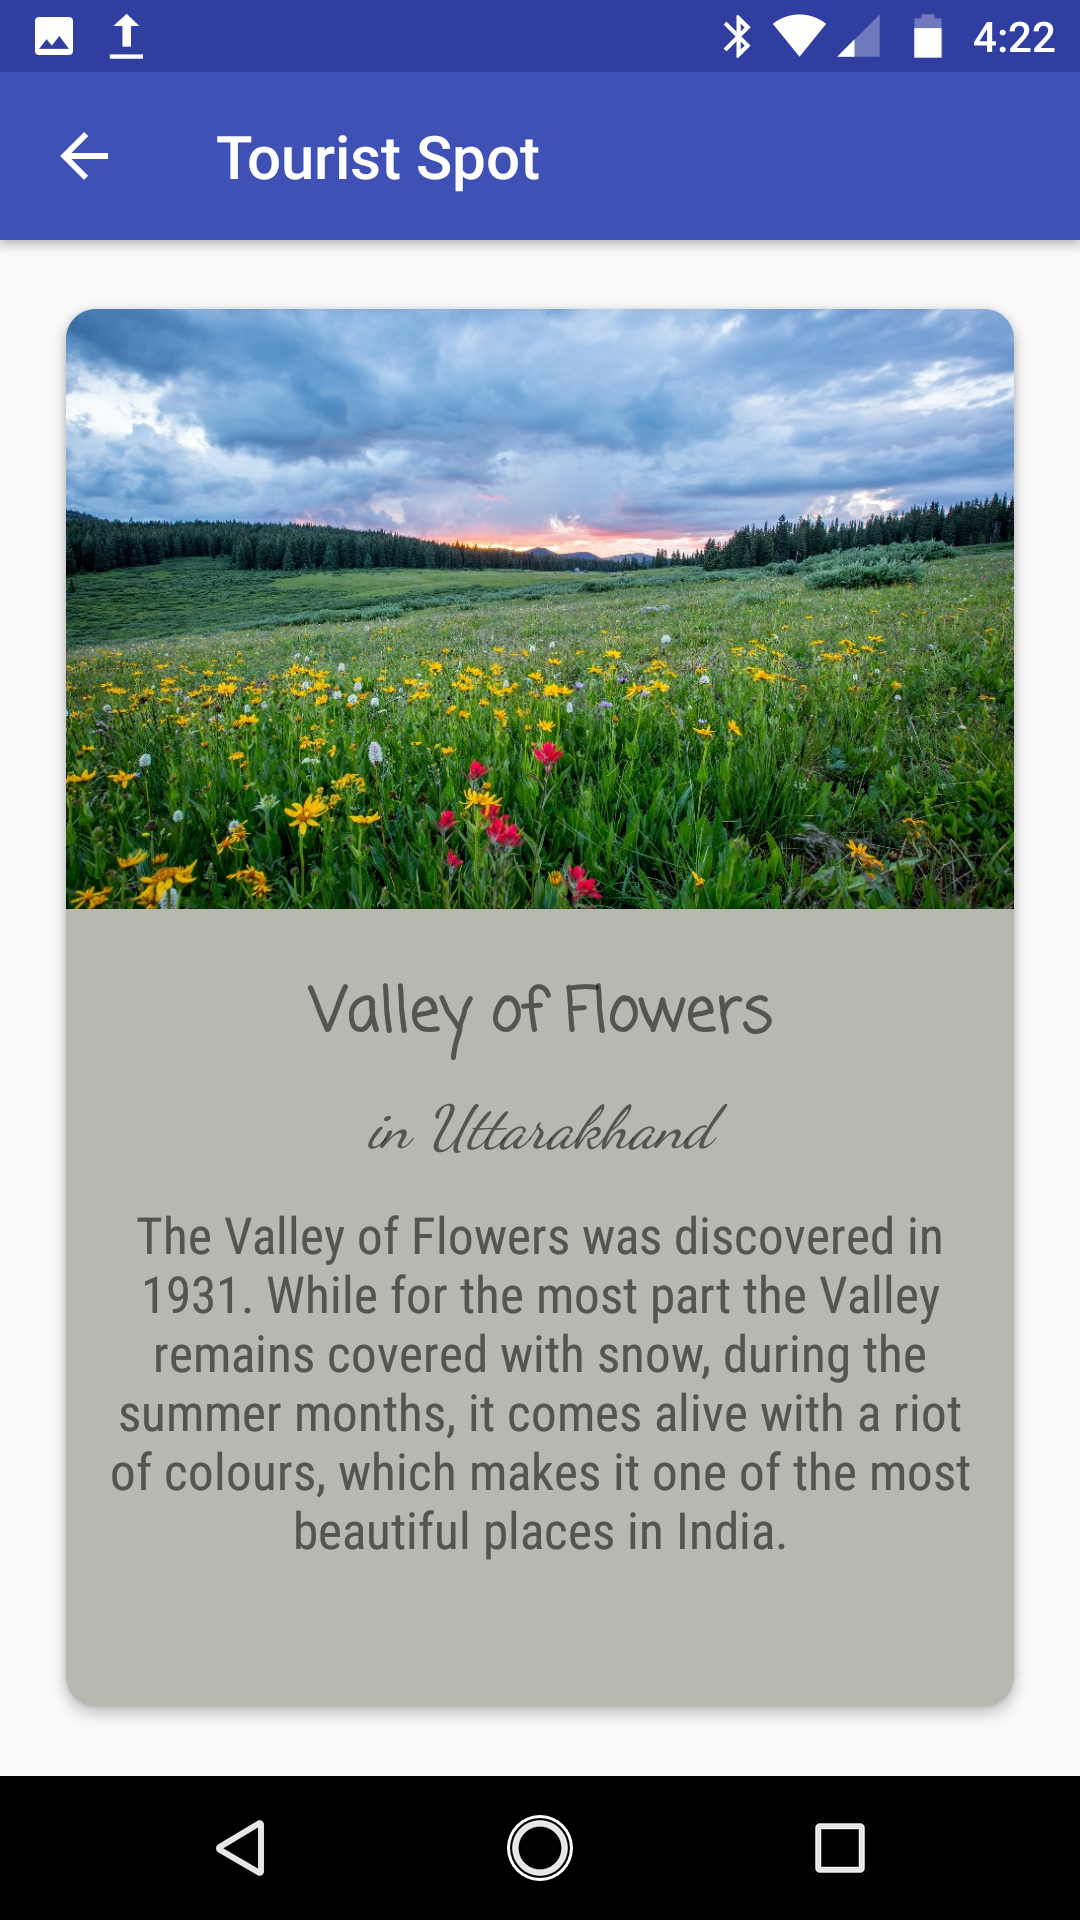 4:22
Tourist Spot
Valley of Flowers
in Uttarakhand
The Valley of Flowers was discovered in
1931. While for the most part the Valley
remains covered with snow, during the
summer months, it comes alive with a riot
of colours, which makes it one of the most
beautiful places in India.